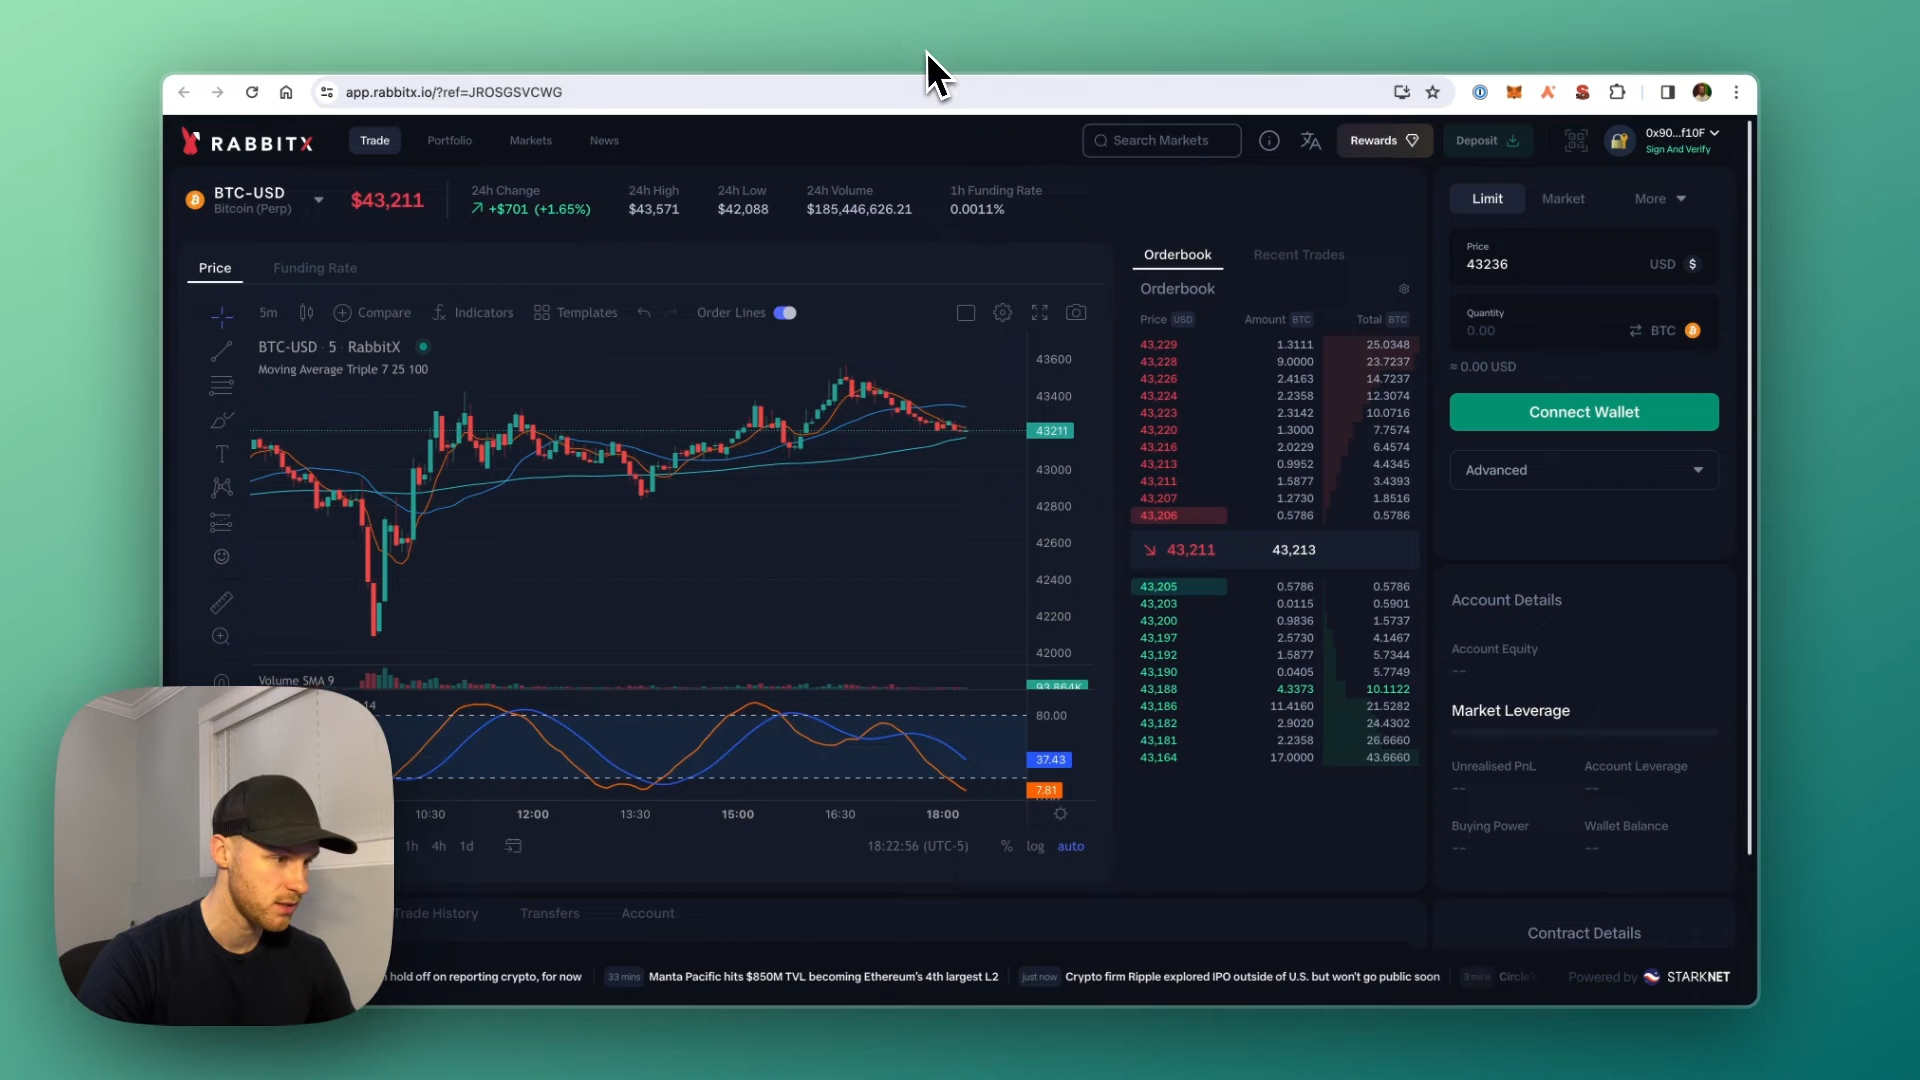 app.rabbitx.io/?ref=JROSGSVCWG
RABBITX
Trade
Portfolio
Markets
News
Search Markets
Rewards
Deposit
0x90...f10F
Sign And Verify
BTC-USD
Bitcoin (Perp)
$43,211
24h Change
+$701 (+1.65%)
24h High
$43,571
24h Low
$42,088
24h Volume
$185,446,626.21
1h Funding Rate
0.0011%
Price
Funding Rate
5m
Compare
Indicators
Templates
Order Lines
BTC-USD · 5 · RabbitX
Moving Average Triple 7 25 100
43600
43400
43211
43000
42800
42600
42400
42200
42000
Volume SMA 9
93.864K
14
80.00
37.43
7.81
10:30
12:00
13:30
15:00
16:30
18:00
1h 4h 1d
18:22:56 (UTC-5)
% log auto
Orderbook
Recent Trades
Orderbook
Price USD Amount BTC Total BTC
43,229 1.3111 25.0348
43,228 9.0000 23.7237
43,226 2.4163 14.7237
43,224 2.2358 12.3074
43,223 2.3142 10.0716
43,220 1.3000 7.7574
43,216 2.0229 6.4574
43,213 0.9952 4.4345
43,211 1.5877 3.4393
43,207 1.2730 1.8516
43,206 0.5786 0.5786
43,211 43,213
43,205 0.5786 0.5786
43,203 0.0115 0.5901
43,200 0.9836 1.5737
43,197 2.5730 4.1467
43,192 1.5877 5.7344
43,190 0.0405 5.7749
43,188 4.3373 10.1122
43,186 11.4160 21.5282
43,182 2.9020 24.4302
43,181 2.2358 26.6660
43,164 17.0000 43.6660
Limit
Market
More
Price
43236
USD $
Quantity
0.00
BTC
≈ 0.00 USD
Connect Wallet
Advanced
Account Details
Account Equity
--
Market Leverage
Unrealised PnL
--
Account Leverage
--
Buying Power
--
Wallet Balance
--
Contract Details
Trade History
Transfers
Account
hold off on reporting crypto, for now
33 mins Manta Pacific hits $850M TVL becoming Ethereum's 4th largest L2
just now Crypto firm Ripple explored IPO outside of U.S. but won't go public soon
3 mins Circle'
Powered by STARKNET